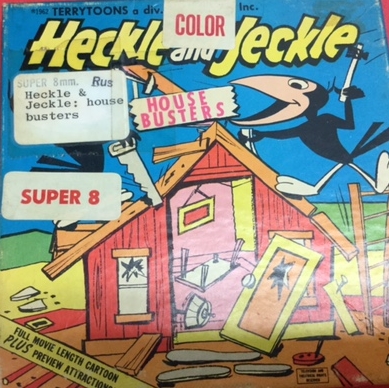 ©1962 TERRYTOONS a div. Inc.
COLOR
Heckle and Jeckle
SUPER 8mm. Rus
Heckle &
Jeckle: house
busters
HOUSE
BUSTERS
SUPER 8
FULL MOVIE LENGTH CARTOON
PLUS PREVIEW ATTRACTIONS